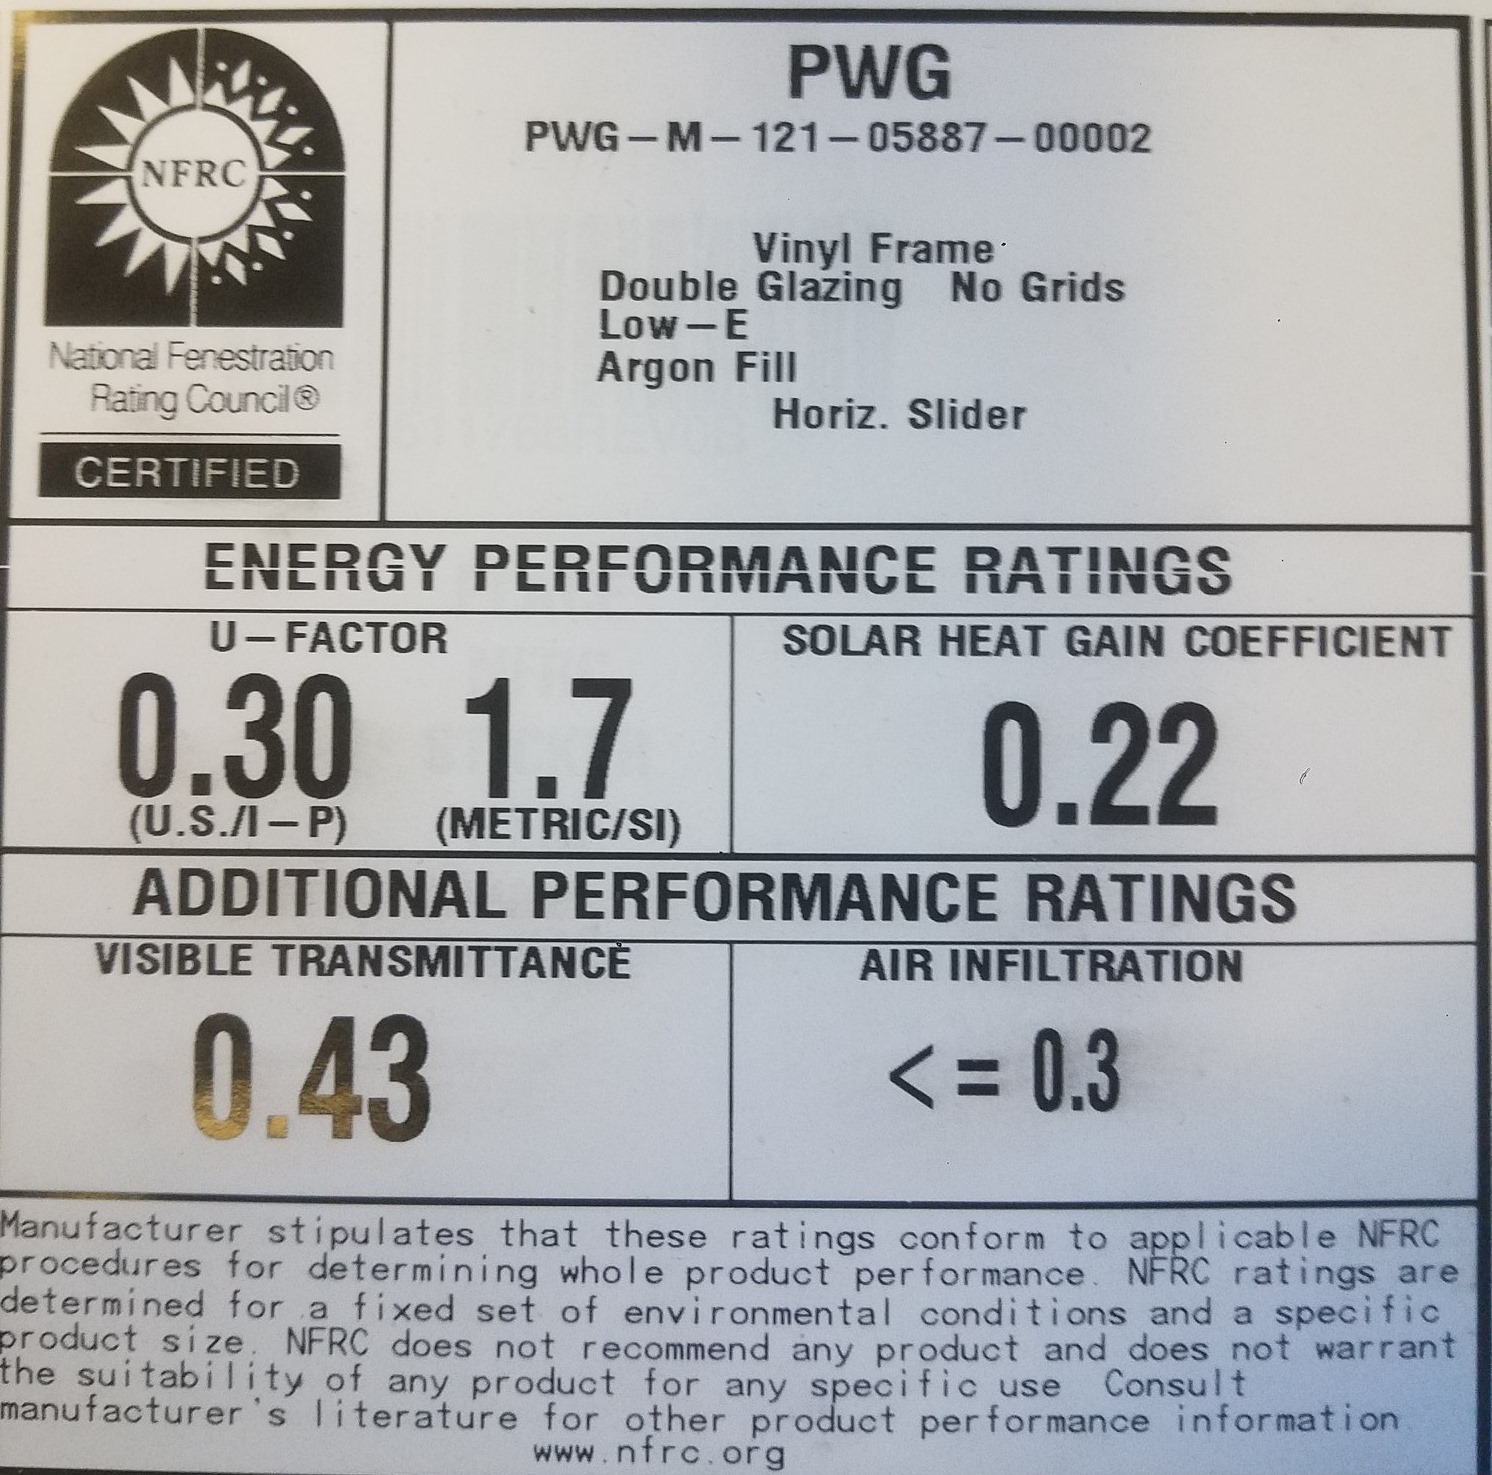 NFRC
National Fenestration
Rating Council®
CERTIFIED
PWG
PWG-M-121-05887-00002
Vinyl Frame
Double Glazing No Grids
Low-E
Argon Fill
Horiz. Slider
ENERGY PERFORMANCE RATINGS
U-FACTOR
0.30 1.7
(U.S./I-P) (METRIC/SI)
SOLAR HEAT GAIN COEFFICIENT
0.22
ADDITIONAL PERFORMANCE RATINGS
VISIBLE TRANSMITTANCE
0.43
AIR INFILTRATION
<= 0.3
Manufacturer stipulates that these ratings conform to applicable NFRC
procedures for determining whole product performance. NFRC ratings are
determined for a fixed set of environmental conditions and a specific
product size. NFRC does not recommend any product and does not warrant
the suitability of any product for any specific use Consult
manufacturer's literature for other product performance information
www.nfrc.org